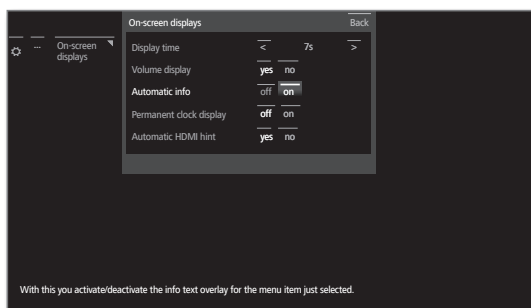 On-screen displays Back
... On-screen
displays
Display time < 7s >
Volume display yes no
Automatic info off on
Permanent clock display off on
Automatic HDMI hint yes no
With this you activate/deactivate the info text overlay for the menu item just selected.